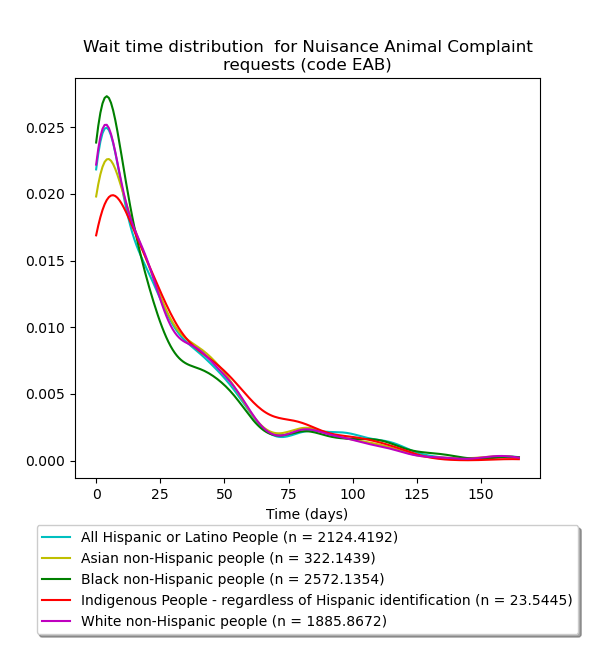 Wait time distribution  for Nuisance Animal Complaint
requests (code EAB)
0.025
0.020
0.015
0.010
0.005
0.000
0 25 50 75 100 125 150
Time (days)
All Hispanic or Latino People (n = 2124.4192)
Asian non-Hispanic people (n = 322.1439)
Black non-Hispanic people (n = 2572.1354)
Indigenous People - regardless of Hispanic identification (n = 23.5445)
White non-Hispanic people (n = 1885.8672)